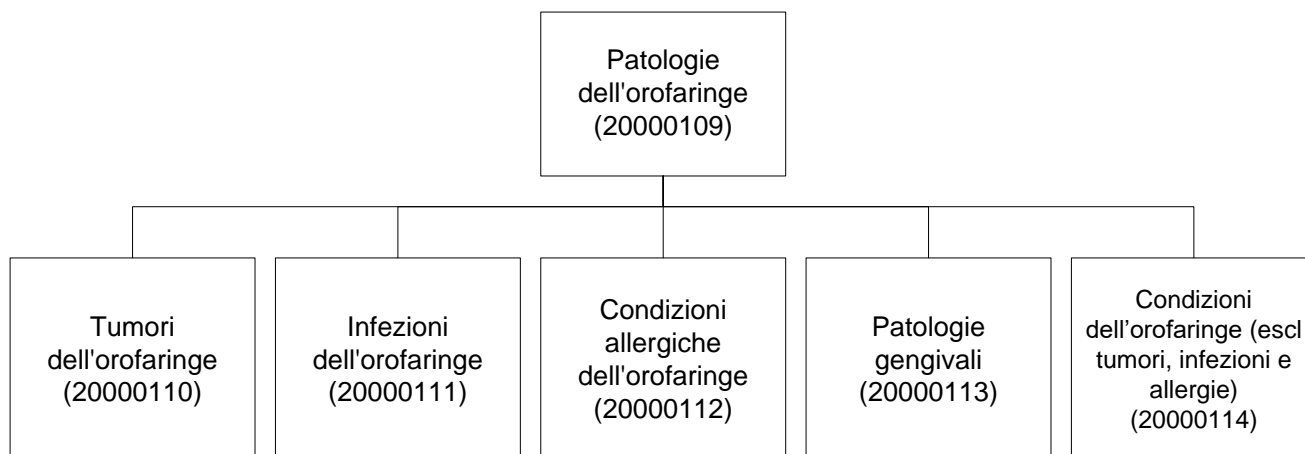 Patologie
dell'orofaringe
(20000109)
Tumori
dell'orofaringe
(20000110)
Infezioni
dell'orofaringe
(20000111)
Condizioni
allergiche
dell'orofaringe
(20000112)
Patologie
gengivali
(20000113)
Condizioni
dell’orofaringe (escl
tumori, infezioni e
allergie)
(20000114)